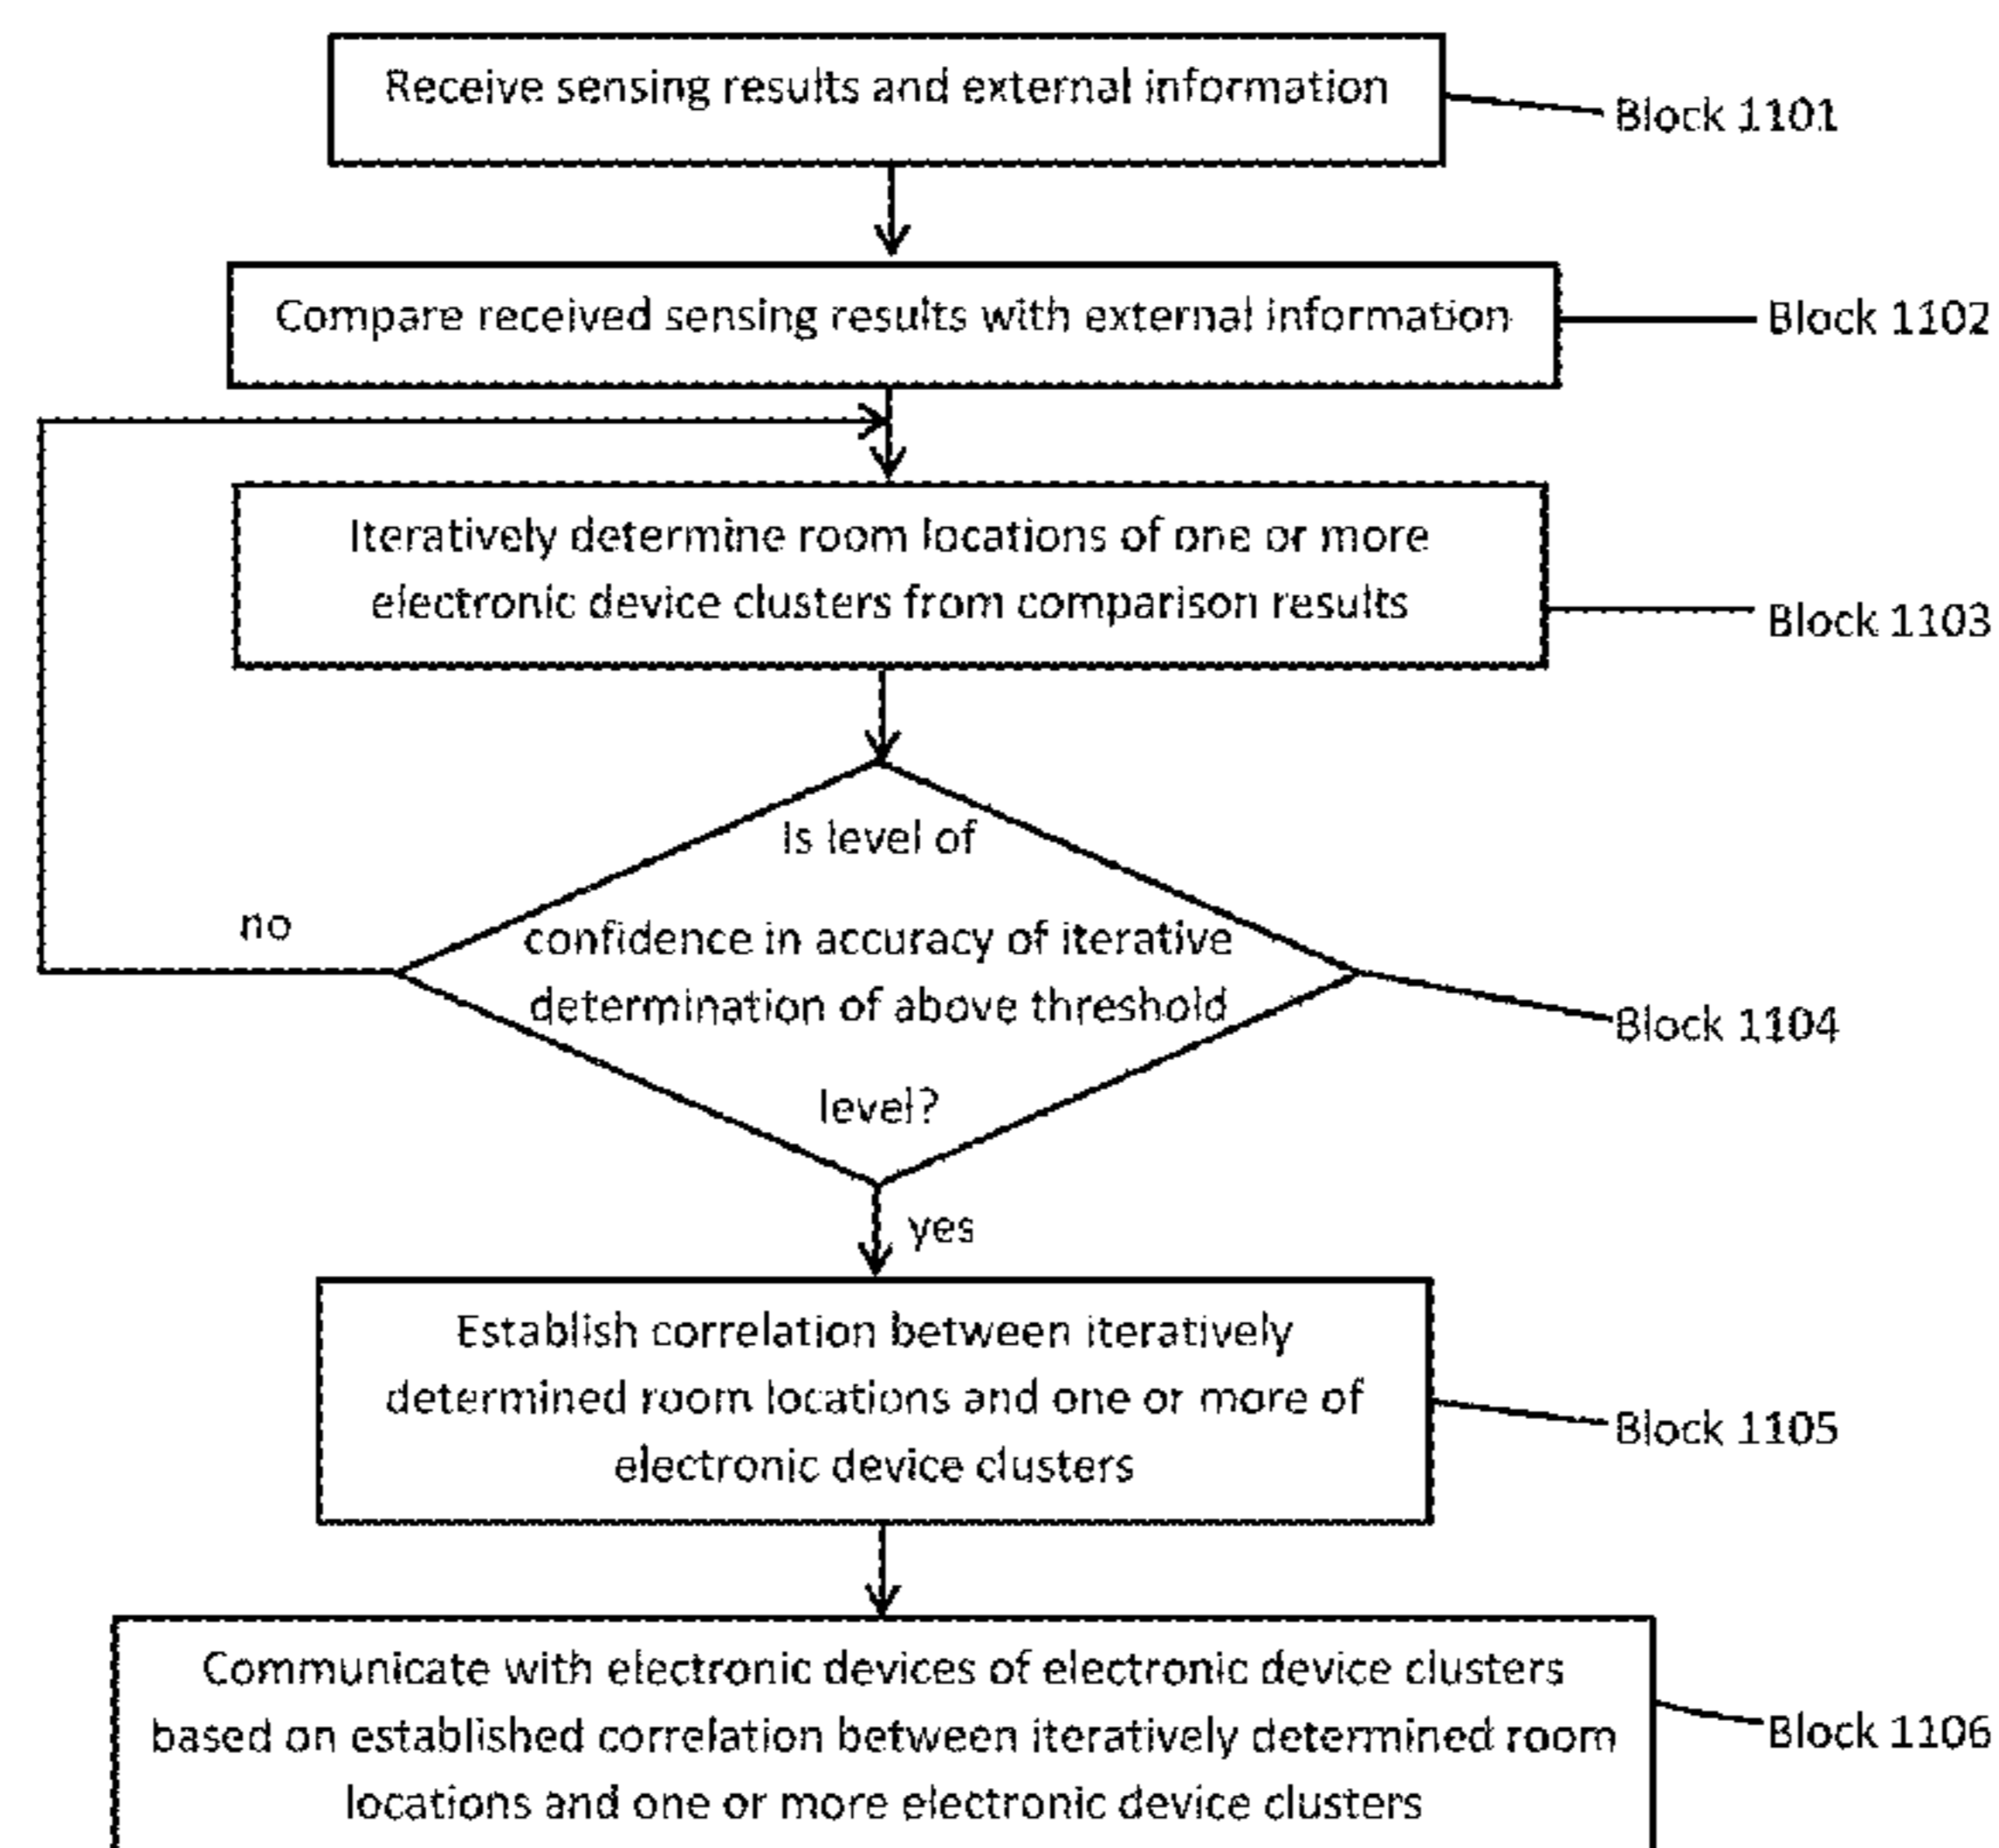 Receive sensing results and external information
Block 1101
Compare received sensing results with external information
Block 1102
Iteratively determine room locations of one or more
electronic device clusters from comparison results
Block 1103
Is level of
confidence in accuracy of iterative
determination of above threshold
level?
no
Block 1104
yes
Establish correlation between iteratively
determined room locations and one or more of
electronic device clusters
Block 1105
Communicate with electronic devices of electronic device clusters
based on established correlation between iteratively determined room
locations and one or more electronic device clusters
Block 1106